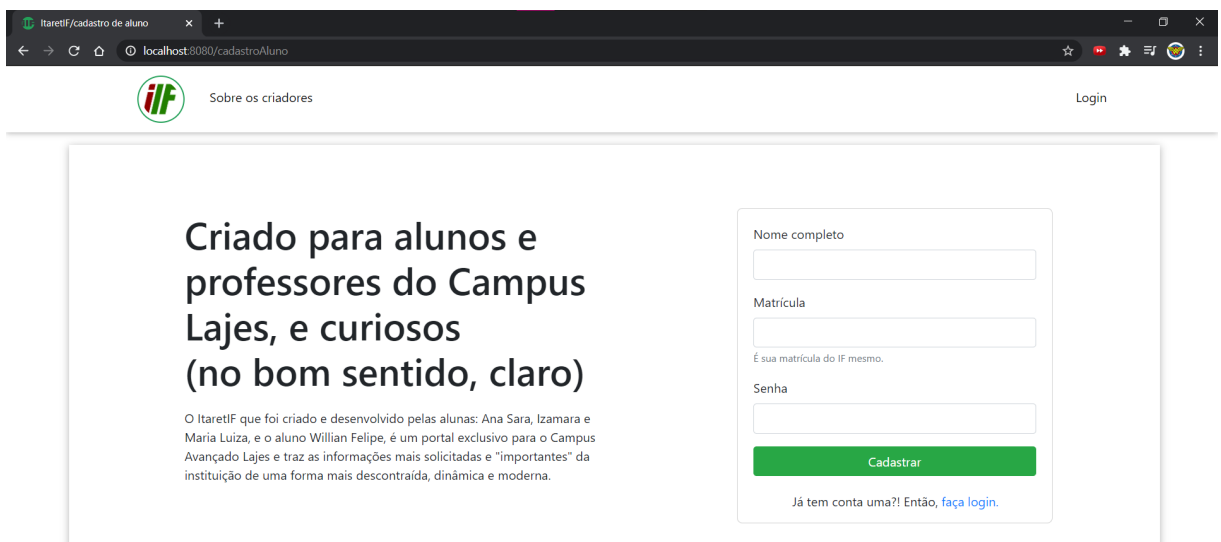 ItaretIF/cadastro de aluno
localhost:8080/cadastroAluno
iIF
Sobre os criadores
Login
Criado para alunos e
professores do Campus
Lajes, e curiosos
(no bom sentido, claro)
O ItaretIF que foi criado e desenvolvido pelas alunas: Ana Sara, Izamara e
Maria Luiza, e o aluno Willian Felipe, é um portal exclusivo para o Campus
Avançado Lajes e traz as informações mais solicitadas e "importantes" da
instituição de uma forma mais descontraída, dinâmica e moderna.
Nome completo
Matrícula
É sua matrícula do IF mesmo.
Senha
Cadastrar
Já tem conta uma?! Então, faça login.